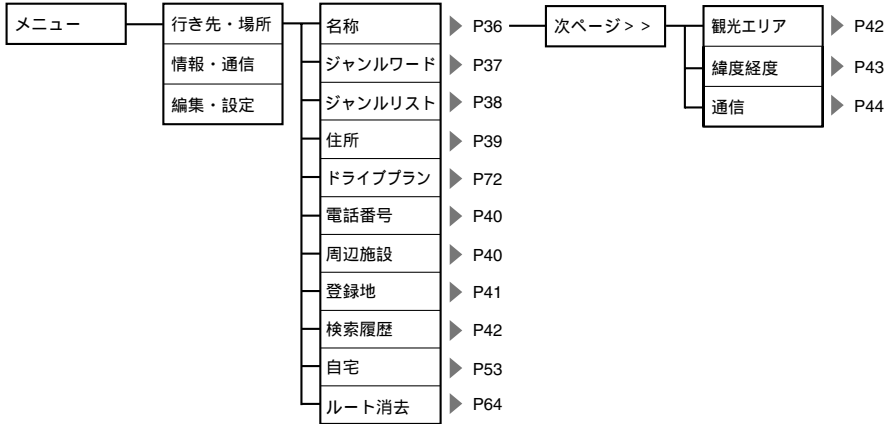 メニュー
行き先・場所
情報・通信
編集・設定
名称 P36
ジャンルワード P37
ジャンルリスト P38
住所 P39
ドライブプラン P72
電話番号 P40
周辺施設 P40
登録地 P41
検索履歴 P42
自宅 P53
ルート消去 P64
次ページ>>
観光エリア P42
緯度経度 P43
通信 P44